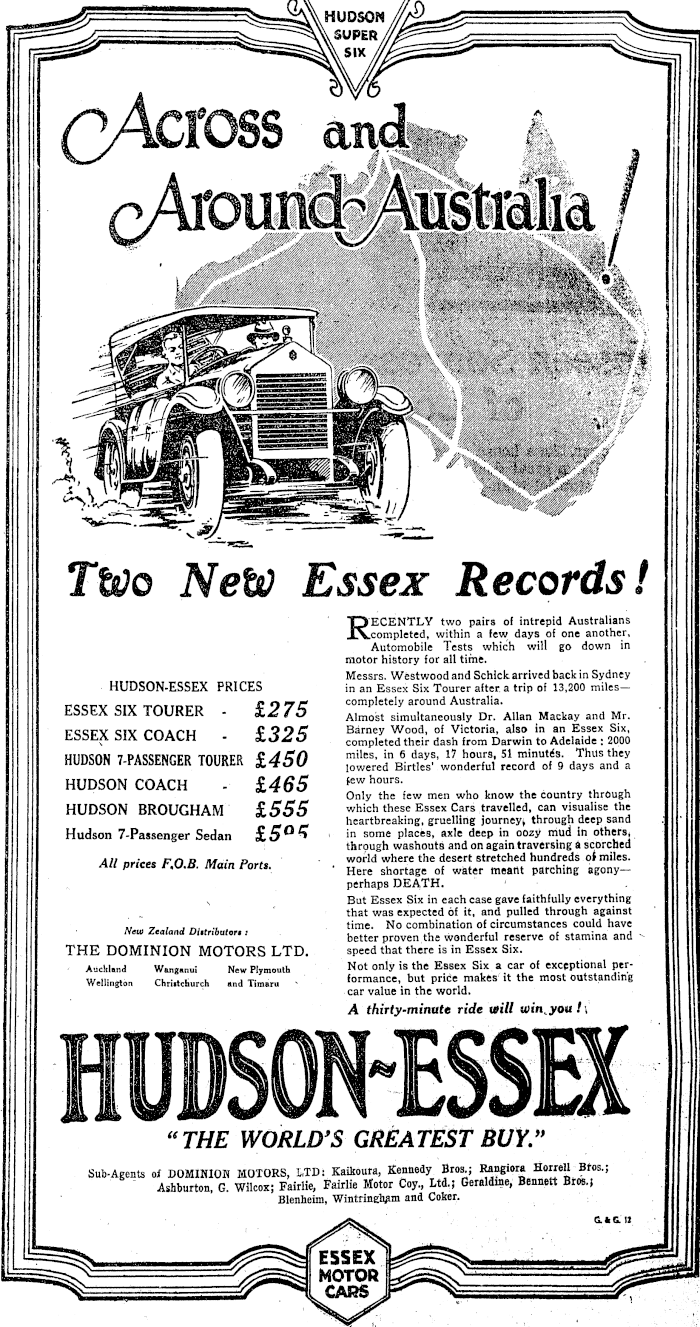 HUDSON
SUPER
SIX
Across and
Around Australia!
Two New Essex Records!
HUDSON-ESSEX PRICES
ESSEX SIX TOURER - £275
ESSEX SIX COACH - £325
HUDSON 7-PASSENGER TOURER £450
HUDSON COACH - £465
HUDSON BROUGHAM £555
Hudson 7-Passenger Sedan
All prices F.O.B. Main Ports.
New Zealand Distributors:
THE DOMINION MOTORS LTD.
Auckland Wanganui New Plymouth
Wellington Christchurch and Timaru
RECENTLY two pairs of intrepid Australians
completed, within a few days of one another,
Automobile Tests which will go down in
motor history for all time.
Messrs. Westwood and Schick arrived back in Sydney
in an Essex Six Tourer after a trip of 13,200 miles—
completely around Australia.
Almost simultaneously Dr. Allan Mackay and Mr.
Barney Wood, of Victoria, also in an Essex Six,
completed their dash from Darwin to Adelaide; 2000
miles, in 6 days, 17 hours, 51 minutes. Thus they
lowered Birtles' wonderful record of 9 days and a
few hours.
Only the few men who know the country through
which these Essex Cars travelled, can visualise the
heartbreaking, gruelling journey, through deep sand
in some places, axle deep in oozy mud in others,
through washouts and on again traversing a scorched
world where the desert stretched hundreds of miles.
Here shortage of water meant parching agony—
perhaps DEATH.
But Essex Six in each case gave faithfully everything
that was expected of it, and pulled through against
time. No combination of circumstances could have
better proven the wonderful reserve of stamina and
speed that there is in Essex Six.
Not only is the Essex Six a car of exceptional per-
formance, but price makes it the most outstanding
car value in the world.
A thirty-minute ride will win you!
HUDSON~ESSEX
"THE WORLD'S GREATEST BUY."
Sub-Agents of DOMINION MOTORS, LTD: Kaikoura, Kennedy Bros.; Rangiora Horrell Bros.;
Ashburton, G. Wilcox; Fairlie, Fairlie Motor Coy., Ltd.; Geraldine, Bennett Bros.;
Blenheim, Wintringham and Coker.
G. & G. 12
ESSEX
MOTOR
CARS